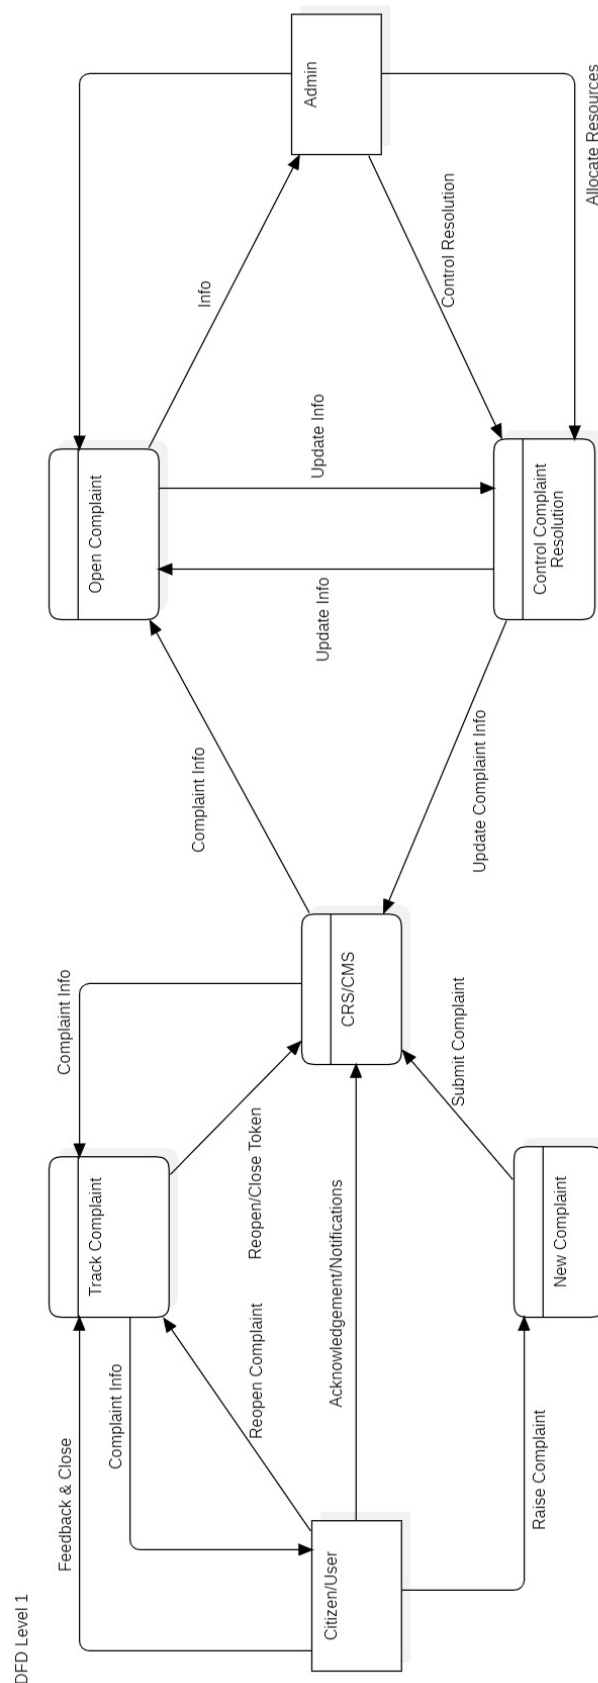 DFD Level 1
Feedback & Close
Complaint Info
Reopen Complaint
Citizen/User
Acknowledgement/Notifications
Raise Complaint
Track Complaint
Complaint Info
Reopen/Close Token
CRS/CMS
Submit Complaint
New Complaint
Complaint Info
Update Complaint Info
Open Complaint
Update Info
Update Info
Control Complaint
Resolution
Info
Control Resolution
Admin
Allocate Resources